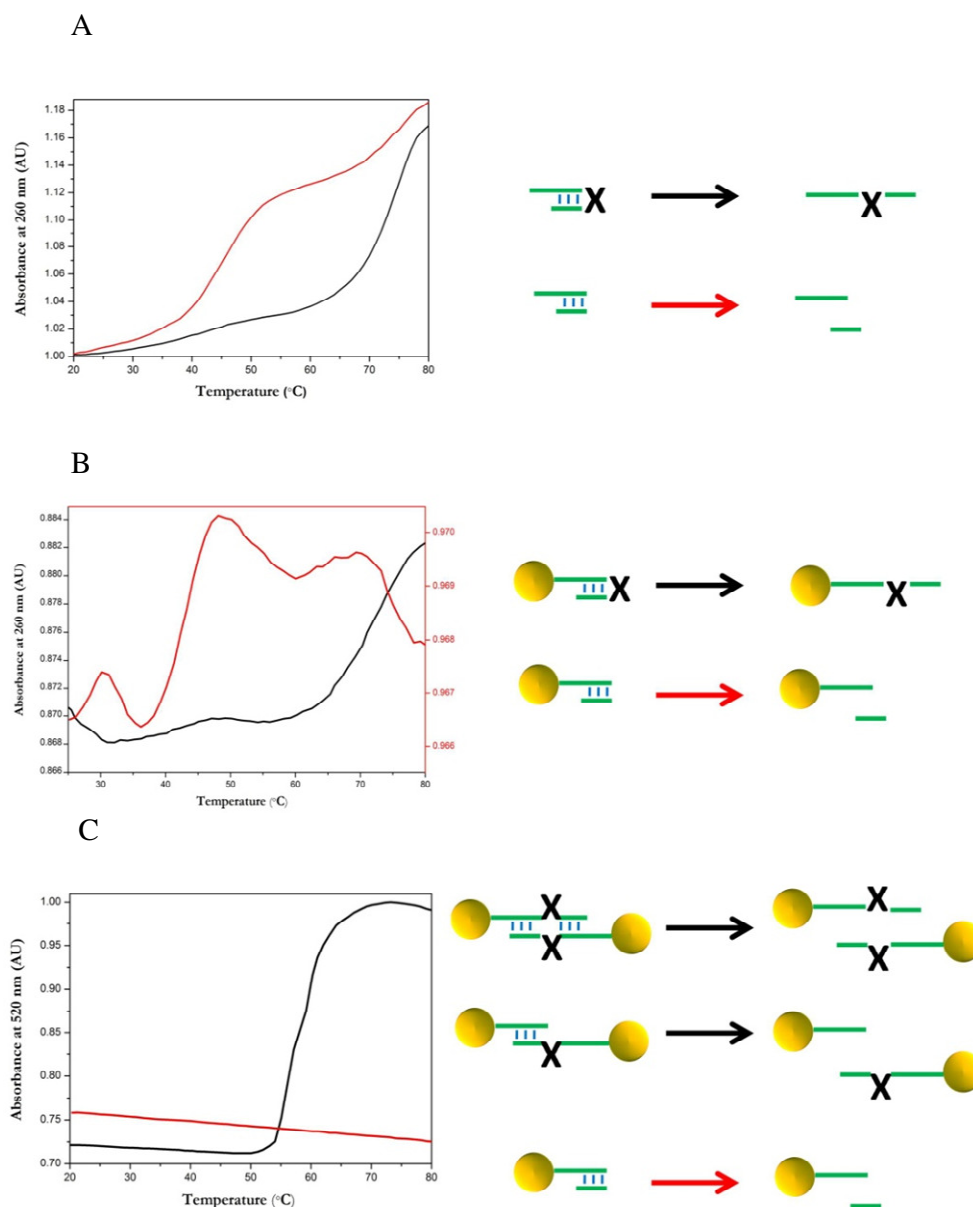 A
Absorbance at 260 nm (AU)
1.18
1.16
1.14
1.12
1.10
1.08
1.06
1.04
1.02
1.00
20 30 40 50 60 70 80
Temperature (°C)
X X
B
Absorbance at 260 nm (AU)
0.884
0.882
0.880
0.878
0.876
0.874
0.872
0.870
0.868
0.866
0.970
0.969
0.968
0.967
0.966
30 40 50 60 70 80
Temperature (°C)
X X
C
Absorbance at 520 nm (AU)
1.00
0.95
0.90
0.85
0.80
0.75
0.70
20 30 40 50 60 70 80
Temperature (°C)
X X
X X
X X